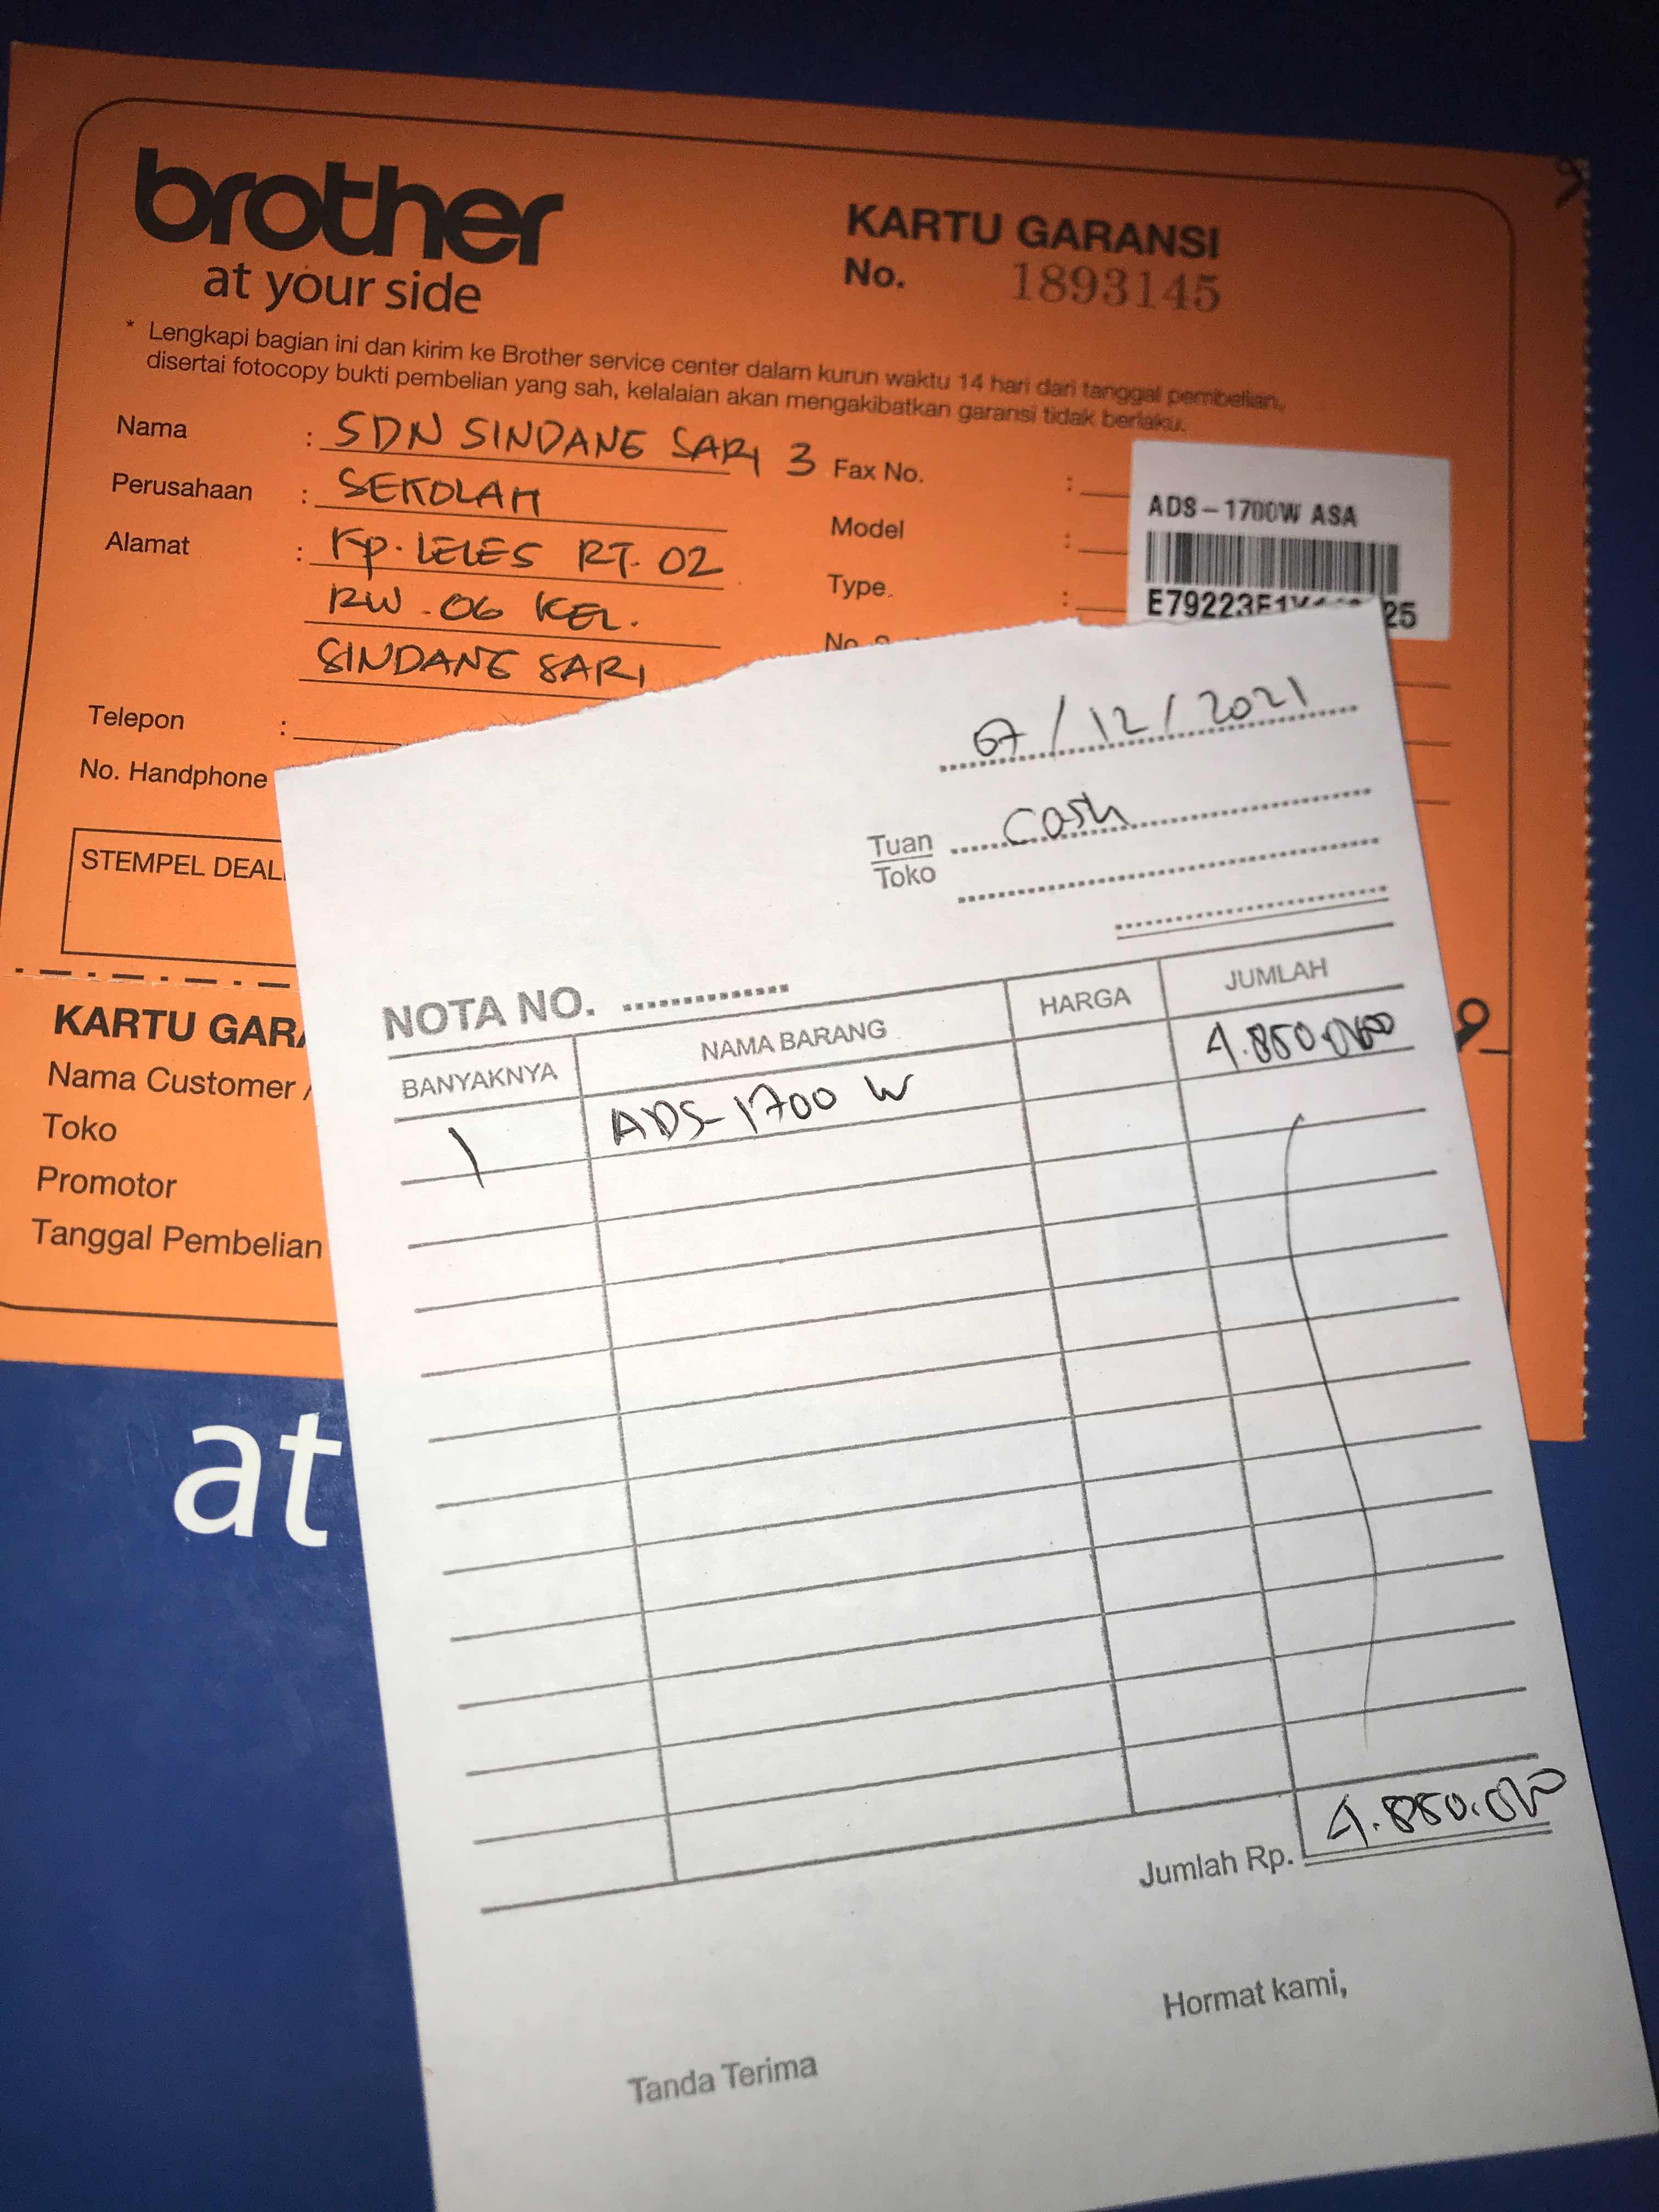 brother
at your side
KARTU GARANSI
No. 1893145
* Lengkapi bagian ini dan kirim ke Brother service center dalam kurun waktu 14 hari dari tanggal pembelian,
disertai fotocopy bukti pembelian yang sah, kelalaian akan mengakibatkan garansi tidak berlaku.
Nama : SDN SINDANG SARI 3
Perusahaan : SEKOLAH
Alamat : Kp. LELES RT. 02
RW. 06 KEL.
SINDANG SARI
Telepon :
No. Handphone
Fax No. :
Model :
Type. :
No
ADS-1700W ASA
STEMPEL DEAL
KARTU GAR
Nama Customer /
Toko
Promotor
Tanggal Pembelian
at
07/12/2021
Tuan Cash
Toko
NOTA NO.
BANYAKNYA NAMA BARANG HARGA JUMLAH
1 ADS-1700 W 4.850.000
Jumlah Rp. 4.850.000
Hormat kami,
Tanda Terima